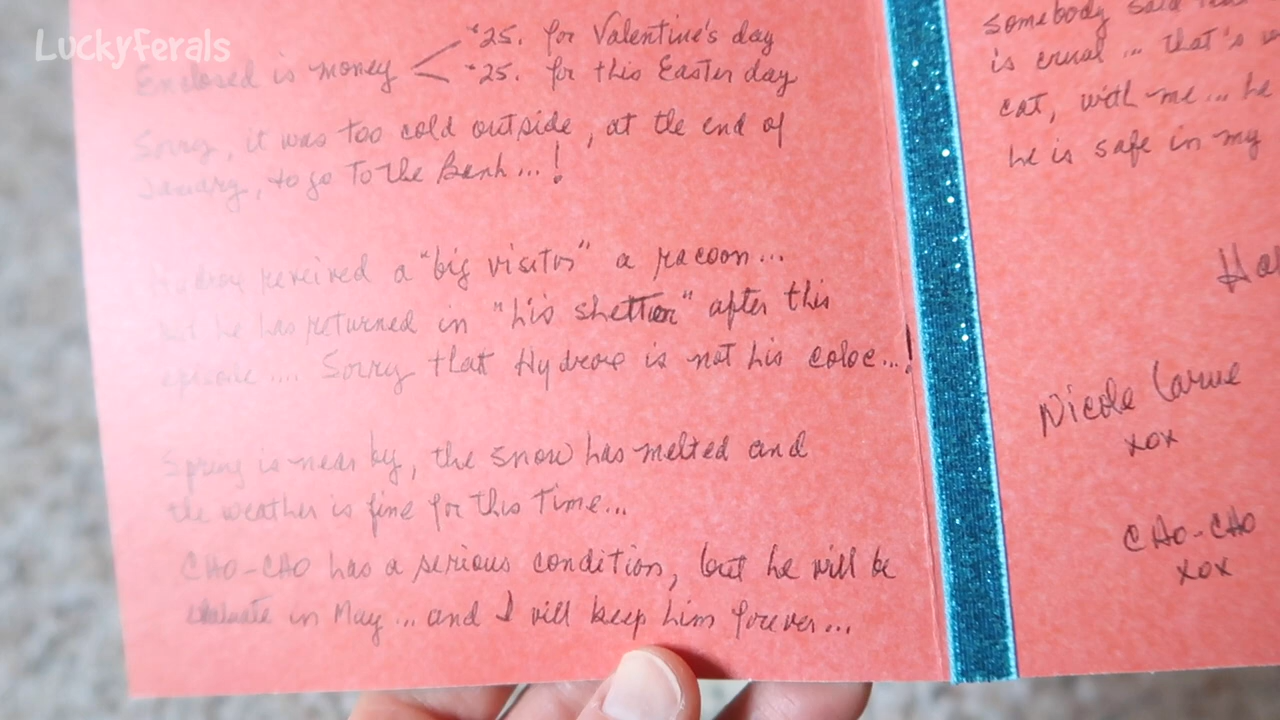 LuckyFerals
Enclosed is money
$25. for Valentine's day
$25. for this Easter day
Sorry, it was too cold outside, at the end of
January, to go To the Bank...!
received a "big visitor" a racoon...
but he has returned in "his shelter" after this
episode.... Sorry that Hydrox is not his coloc...!
Spring is near by, the snow has melted and
the weather is fine for this Time...
CHO-CHO has a serious condition, but he will be
evaluate in May... and I will keep him forever...
somebody said that
is cruel... that's
cat, with me... he
he is safe in my
Nicole
xox
CHO-CHO
xox